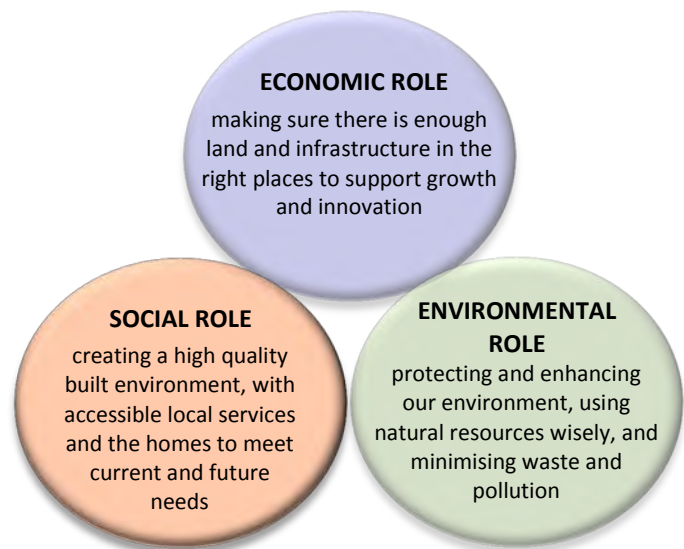 ECONOMIC ROLE
making sure there is enough
land and infrastructure in the
right places to support growth
and innovation
SOCIAL ROLE
creating a high quality
built environment, with
accessible local services
and the homes to meet
current and future
needs
ENVIRONMENTAL
ROLE
protecting and enhancing
our environment, using
natural resources wisely, and
minimising waste and
pollution